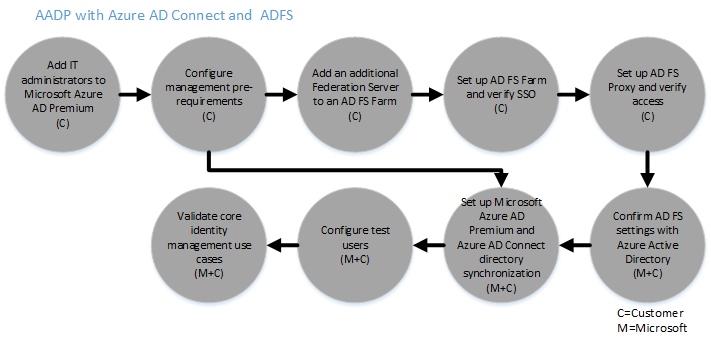 AADP with Azure AD Connect and ADFS
Add IT
administrators to
Microsoft Azure
AD Premium
(C)
Configure
management pre-
requirements
(C)
Add an additional
Federation Server
to an AD FS Farm
(C)
Set up AD FS Farm
and verify SSO
(C)
Set up AD FS
Proxy and verify
access
(C)
Validate core
identity
management use
cases
(M+C)
Configure test
users
(M+C)
Set up Microsoft
Azure AD
Premium and
Azure AD Connect
directory
synchronization
(M+C)
Confirm AD FS
settings with
Azure Active
Directory
(M+C)
C=Customer
M=Microsoft